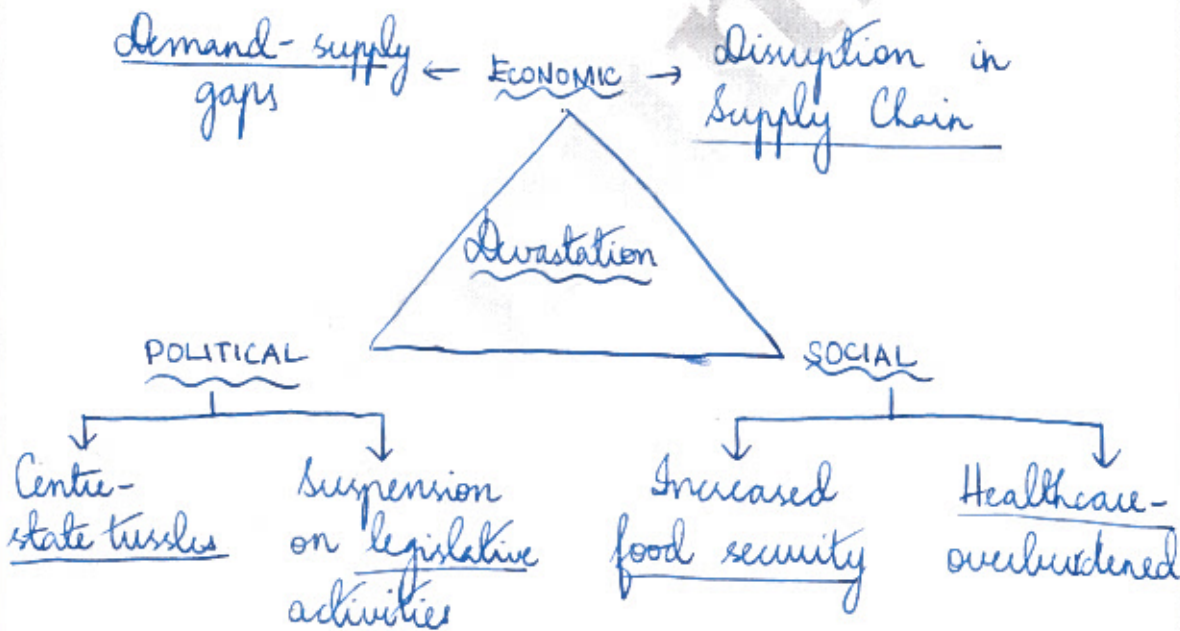 Demand-supply gaps ← ECONOMIC → Disruption in Supply Chain
Devastation
POLITICAL
SOCIAL
Centre-
state tussles
Suspension
on legislative
activities
Increased
food security
Healthcare-
overburdened